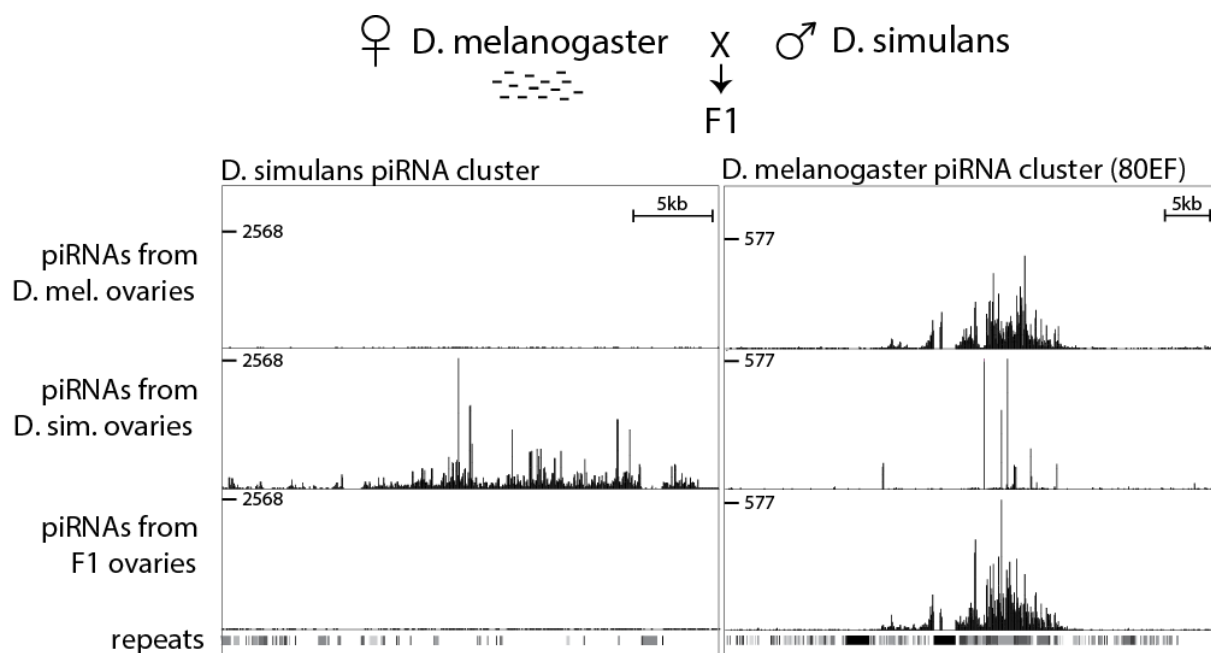 ♀ D. melanogaster X ♂ D. simulans
F1
D. simulans piRNA cluster
D. melanogaster piRNA cluster (80EF)
5kb
5kb
piRNAs from
D. mel. ovaries
2568
577
piRNAs from
D. sim. ovaries
2568
577
piRNAs from
F1 ovaries
2568
577
repeats